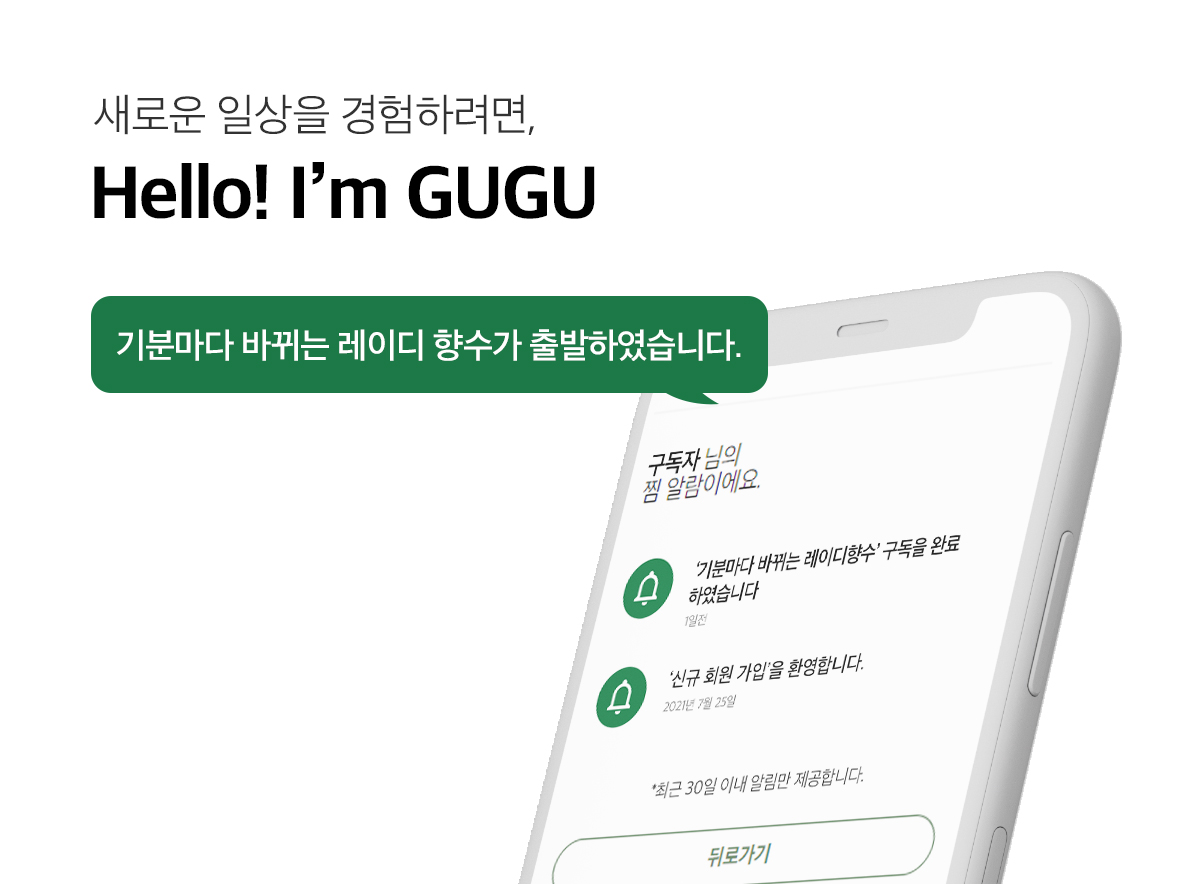 새로운 일상을 경험하려면,
Hello! I’m GUGU
기분마다 바뀌는 레이디 향수가 출발하였습니다.
구독자 님의
찜 알람이에요.
‘기분마다 바뀌는 레이디향수’ 구독을 완료
하였습니다
1일전
‘신규 회원 가입’을 환영합니다.
2021년 7월 25일
*최근 30일 이내 알림만 제공합니다.
뒤로가기